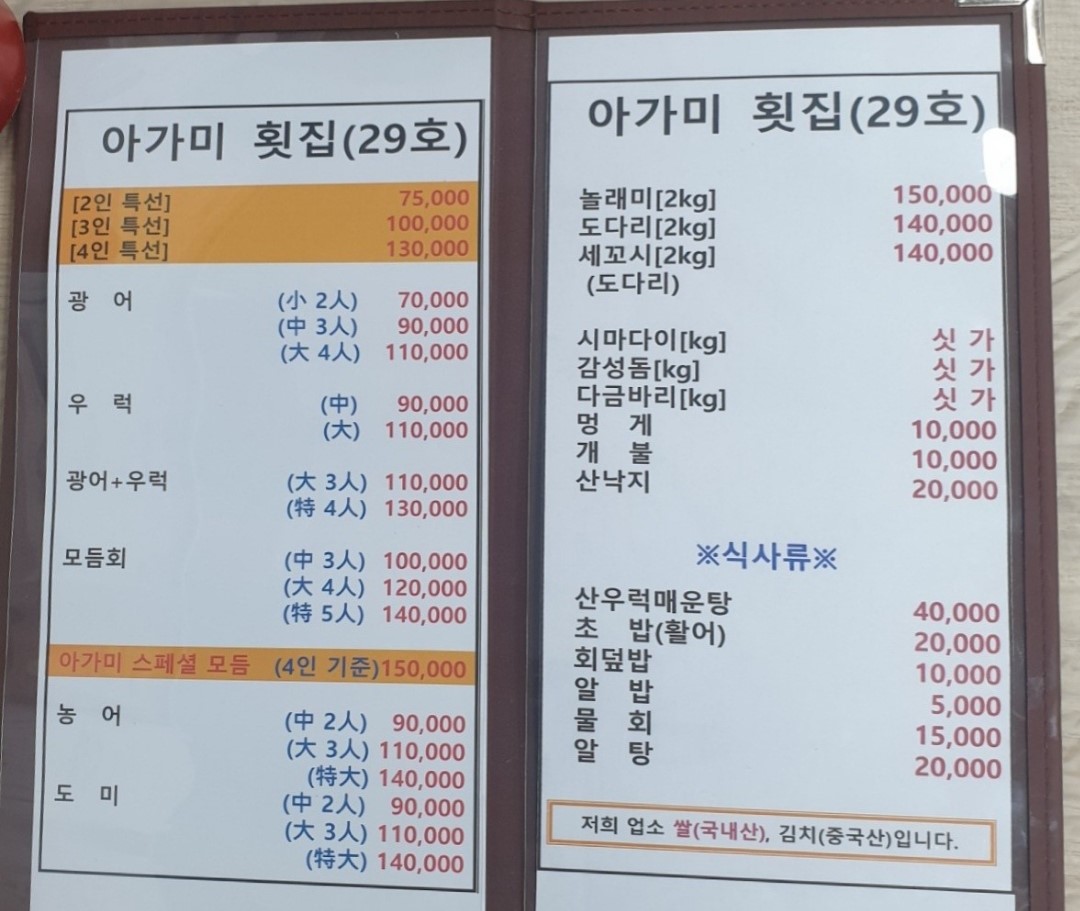 아가미 횟집(29호)
[2인 특선] 75,000
[3인 특선] 100,000
[4인 특선] 130,000
광 어 (小 2人) 70,000
(中 3人) 90,000
(大 4人) 110,000
우 럭 (中) 90,000
(大) 110,000
광어+우럭 (大 3人) 110,000
(特 4人) 130,000
모듬회 (中 3人) 100,000
(大 4人) 120,000
(特 5人) 140,000
아가미 스페셜 모듬 (4인 기준)150,000
농 어 (中 2人) 90,000
(大 3人) 110,000
(特大) 140,000
도 미 (中 2人) 90,000
(大 3人) 110,000
(特大) 140,000
아가미 횟집(29호)
놀래미[2kg] 150,000
도다리[2kg] 140,000
세꼬시[2kg] 140,000
(도다리)
시마다이[kg] 싯 가
감성돔[kg] 싯 가
다금바리[kg] 싯 가
멍 게 10,000
개 불 10,000
산낙지 20,000
※식사류※
산우럭매운탕 40,000
초 밥(활어) 20,000
회덮밥 10,000
알 밥 5,000
물 회 15,000
알 탕 20,000
저희 업소 쌀(국내산), 김치(중국산)입니다.